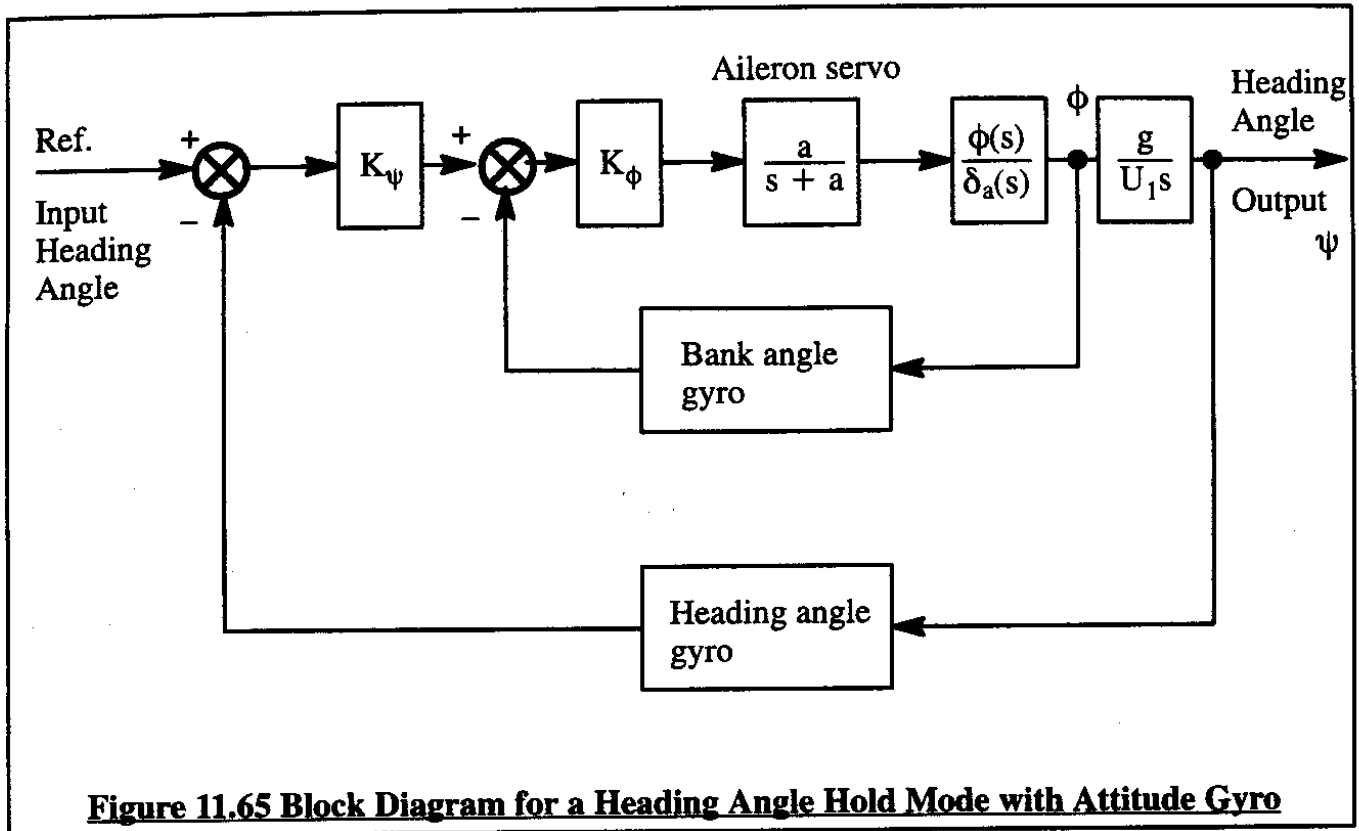 Aileron servo
Ref.
Input
Heading
Angle
+
−
K_ψ
+
−
K_ϕ
a
s + a
ϕ(s)
δ_a(s)
ϕ
g
U_1s
Heading
Angle
Output
ψ
Bank angle
gyro
Heading angle
gyro
Figure 11.65 Block Diagram for a Heading Angle Hold Mode with Attitude Gyro